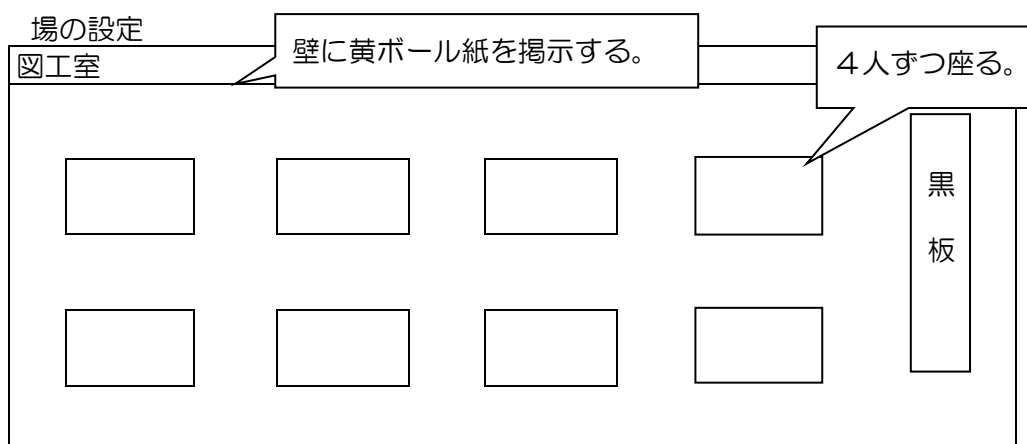 場の設定
図工室
壁に黄ボール紙を掲示する。
４人ずつ座る。
黒板